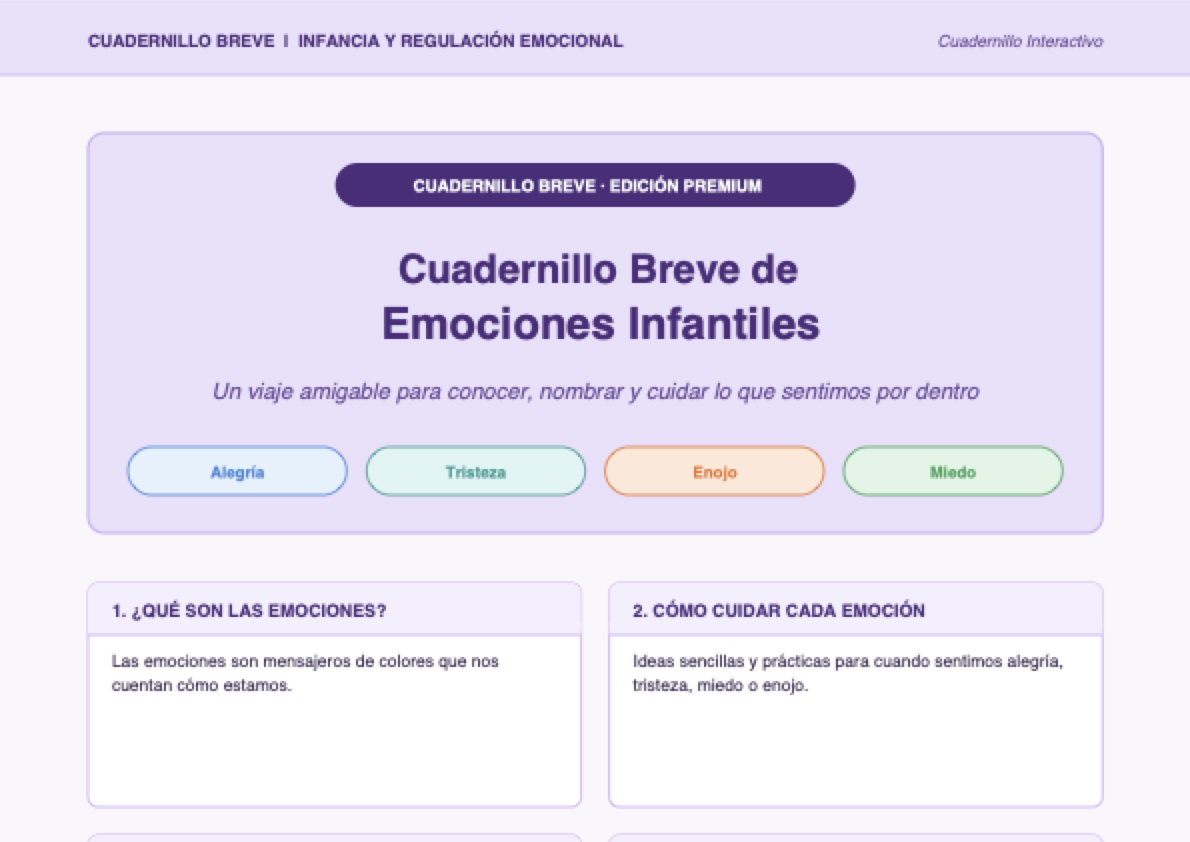 CUADERNILLO BREVE | INFANCIA Y REGULACIÓN EMOCIONAL
Cuadernillo Interactivo
CUADERNILLO BREVE · EDICIÓN PREMIUM
Cuadernillo Breve de
Emociones Infantiles
Un viaje amigable para conocer, nombrar y cuidar lo que sentimos por dentro
Alegría
Tristeza
Enojo
Miedo
1. ¿QUÉ SON LAS EMOCIONES?
Las emociones son mensajeros de colores que nos
cuentan cómo estamos.
2. CÓMO CUIDAR CADA EMOCIÓN
Ideas sencillas y prácticas para cuando sentimos alegría,
tristeza, miedo o enojo.